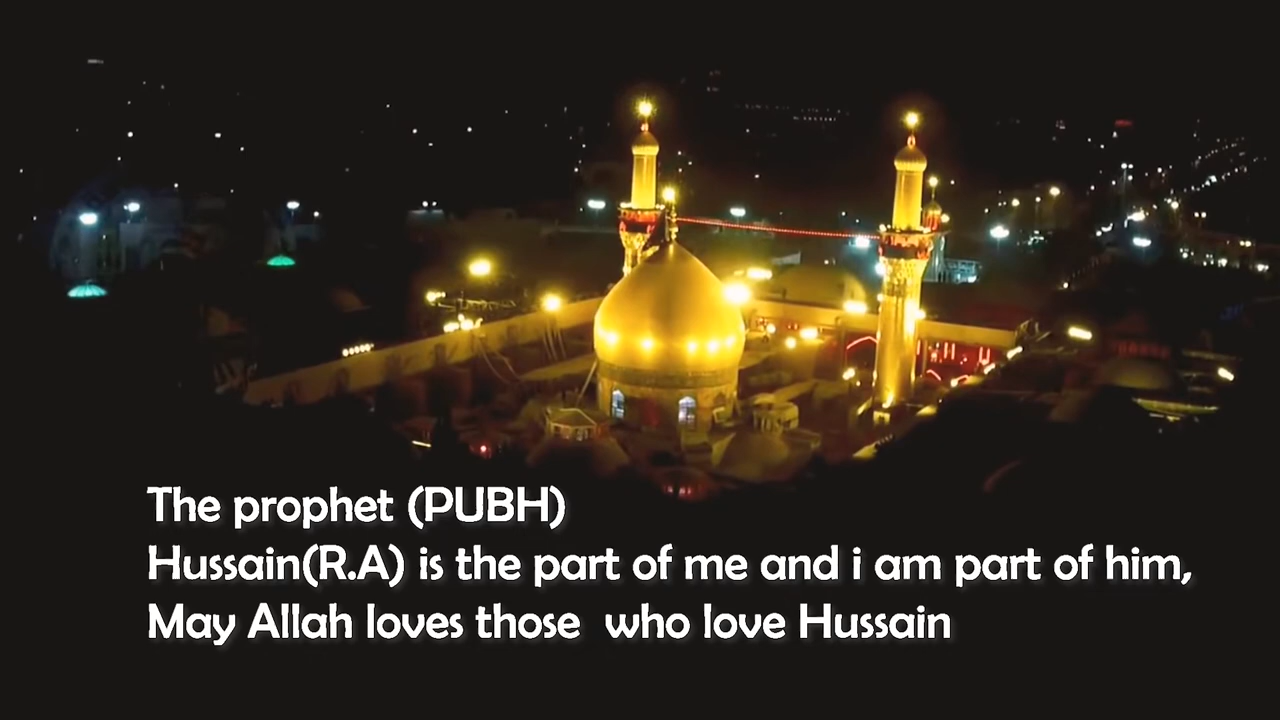 The prophet (PUBH)
Hussain(R.A) is the part of me and i am part of him,
May Allah loves those who love Hussain